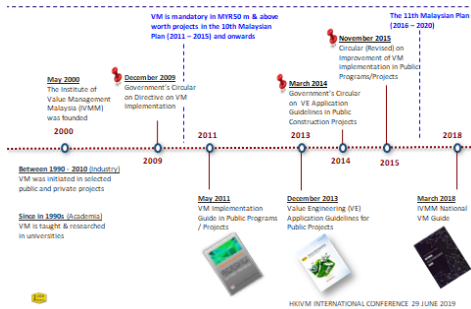 VM is mandatory in MYR50 m & above
worth projects in the 10th Malaysian
Plan (2011 – 2015) and onwards
The 11th Malaysian Plan
(2016 – 2020)
November 2015
Circular (Revised) on
Improvement of VM
implementation in Public
Programs/Projects
May 2000
The Institute of
Value Management
Malaysia (IVMM)
was founded
December 2009
Government's Circular
on Directive on VM
Implementation
March 2014
Government's Circular
on VE Application
Guidelines in Public
Construction Projects
2000
2009
2011
2013
2014
2015
2018
Between 1990 - 2010 (Industry)
VM was initiated in selected
public and private projects
Since in 1990s (Academia)
VM is taught & researched
in universities
May 2011
VM Implementation
Guide in Public Programs
/ Projects
December 2013
Value Engineering (VE)
Application Guidelines for
Public Projects
March 2018
IVMM National
VM Guide
HKIVM INTERNATIONAL CONFERENCE 29 JUNE 2019